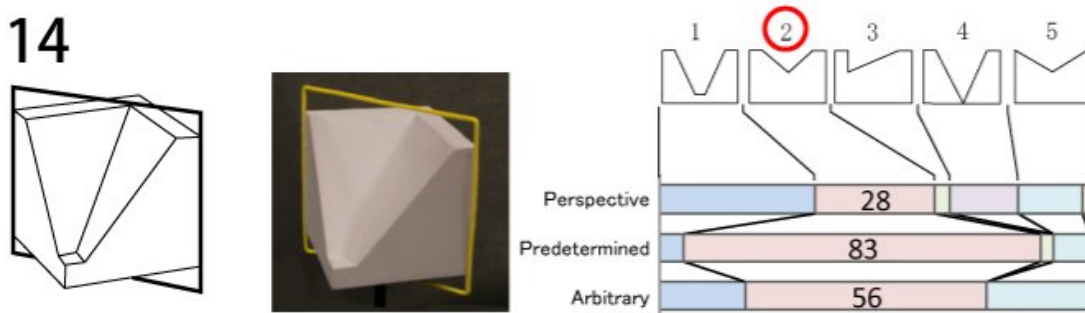 14
1 2 3 4 5
Perspective 28
Predetermined 83
Arbitrary 56